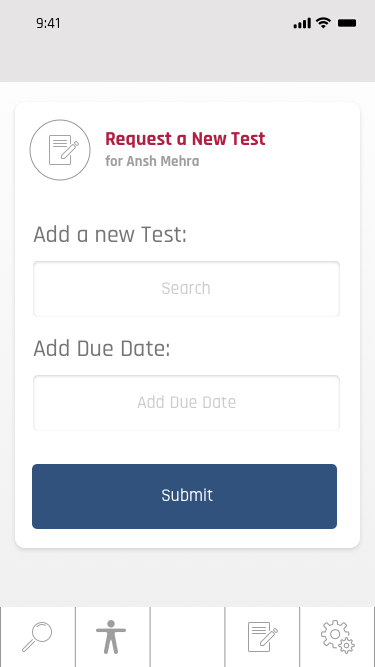 9:41
Request a New Test
for Ansh Mehra
Add a new Test:
Search
Add Due Date:
Add Due Date
Submit